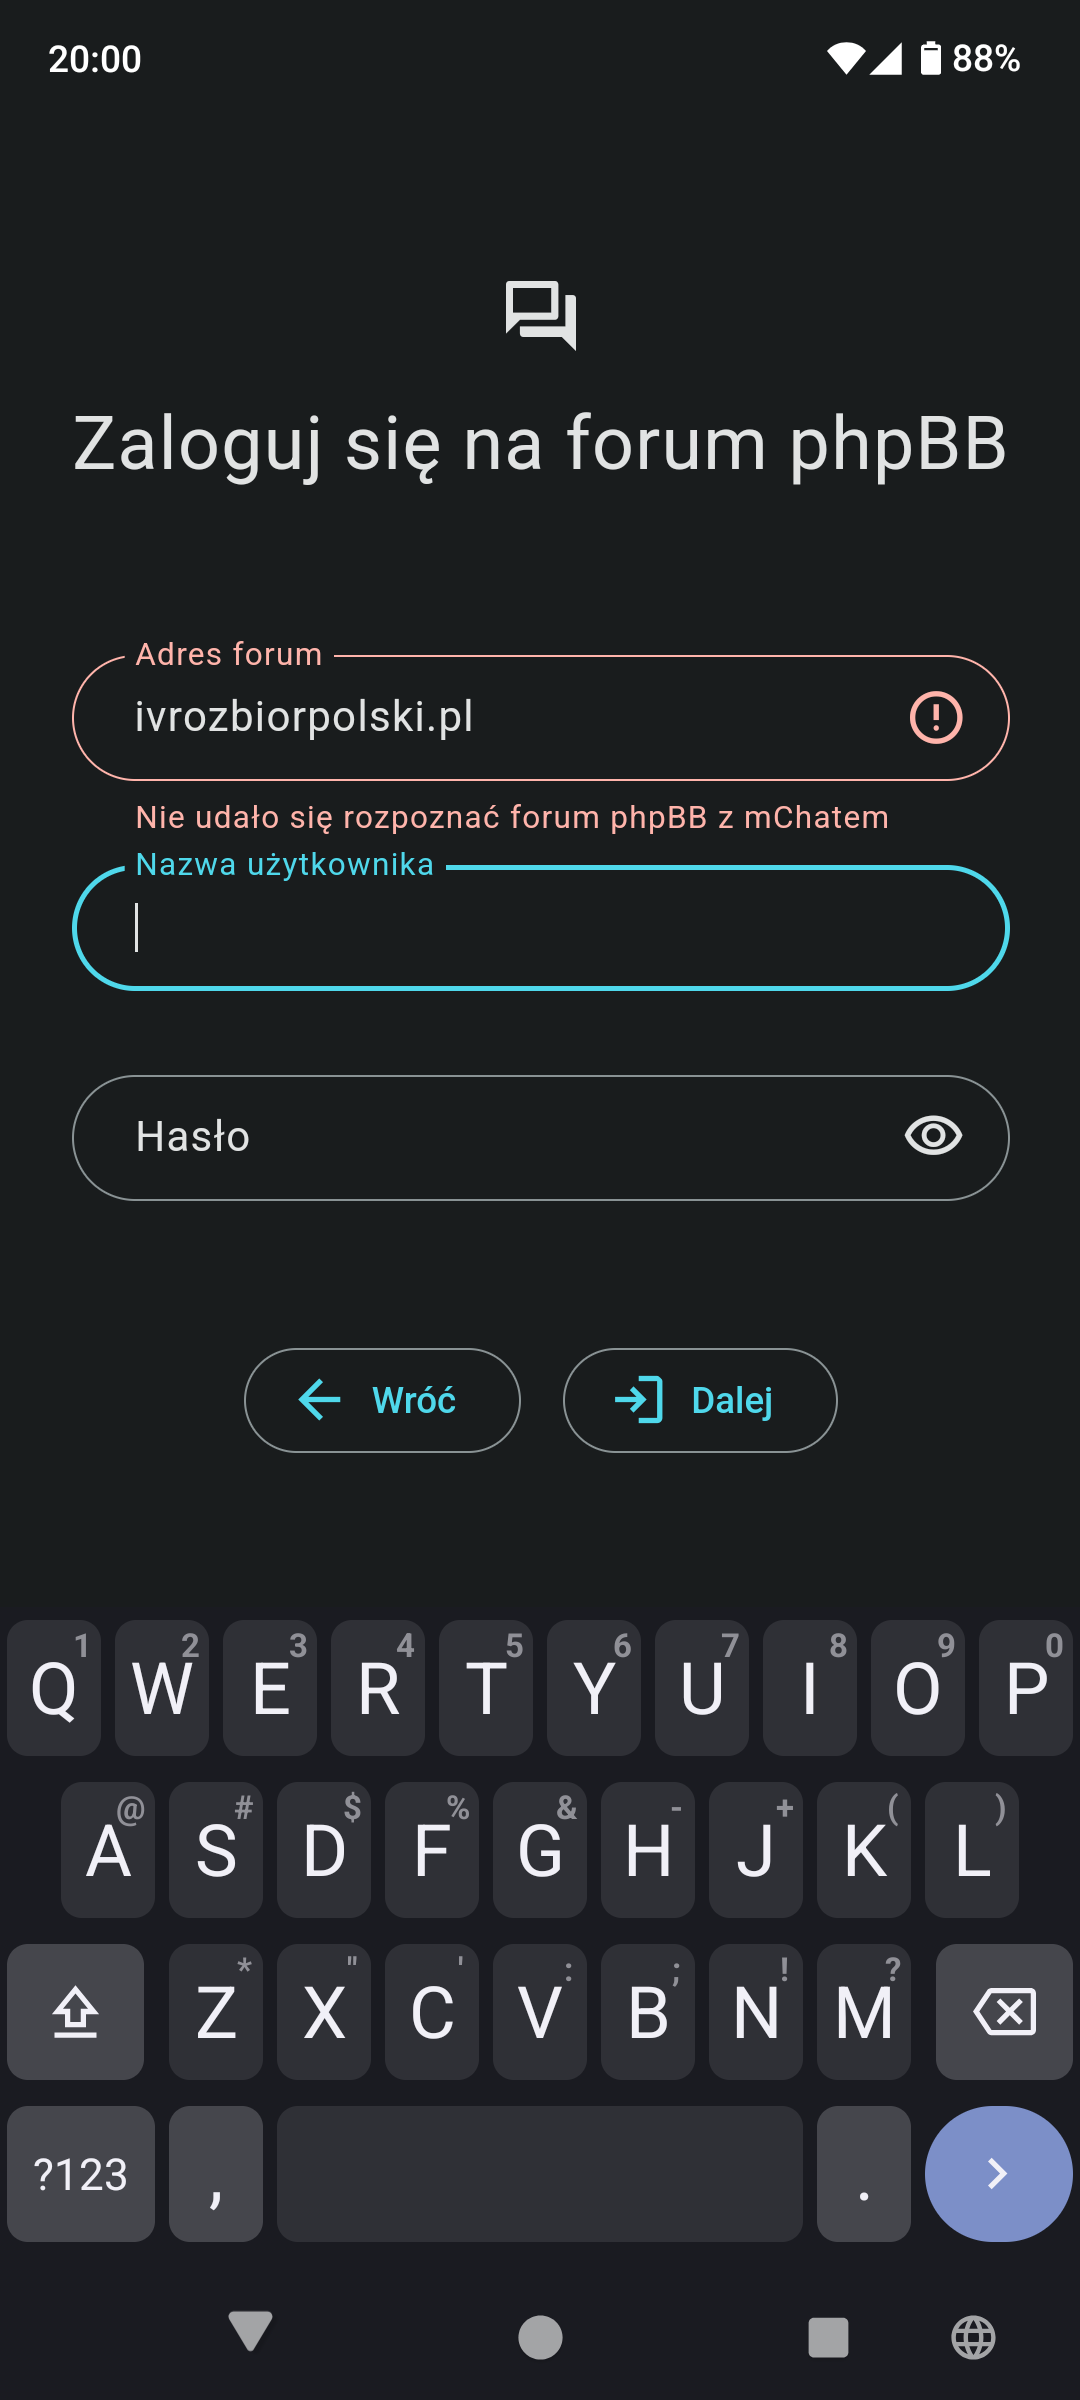 20:00
88%
Zaloguj się na forum phpBB
Adres forum
ivrozbiorpolski.pl
Nie udało się rozpoznać forum phpBB z mChatem
Nazwa użytkownika
Hasło
Wróć
Dalej
1 2 3 4 5 6 7 8 9 0
Q W E R T Y U I O P
@ # $ % & - + ( )
A S D F G H J K L
* " ' : ; ! ?
Z X C V B N M
?123 , .